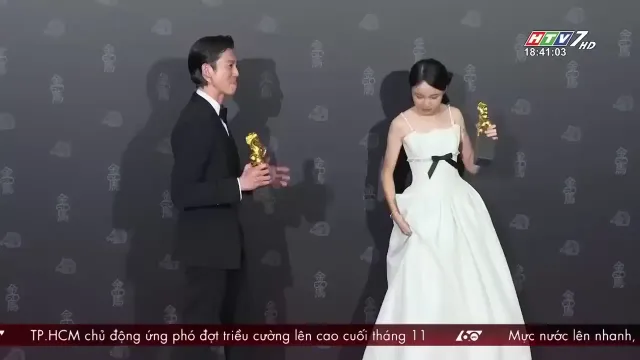 HTV7 HD
18:41:03
TP.HCM chủ động ứng phó đợt triều cường lên cao cuối tháng 11 60 Mực nước lên nhanh,